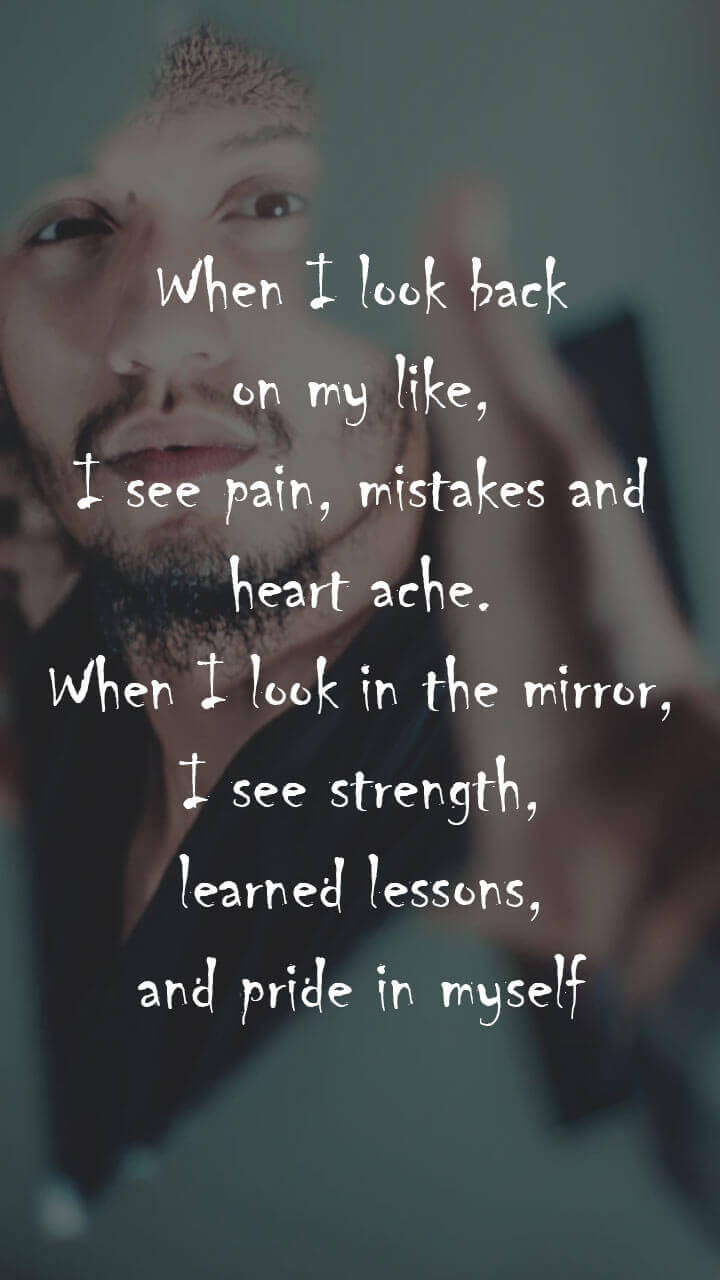 When I look back
on my like,
I see pain, mistakes and
heart ache.
When I look in the mirror,
I see strength,
learned lessons,
and pride in myself